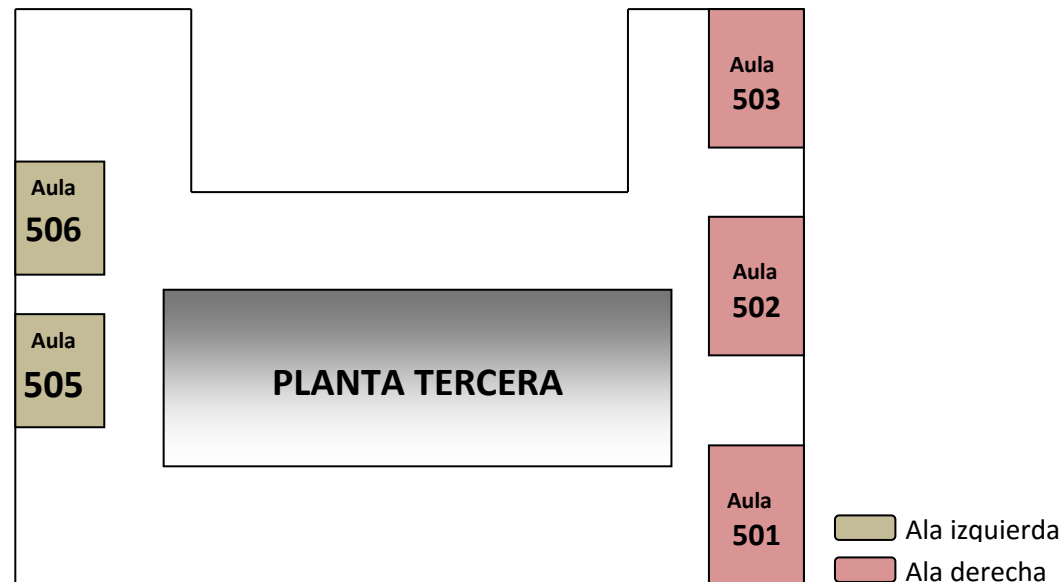 Aula
503
Aula
506
Aula
502
Aula
505
PLANTA TERCERA
Aula
501
Ala izquierda
Ala derecha